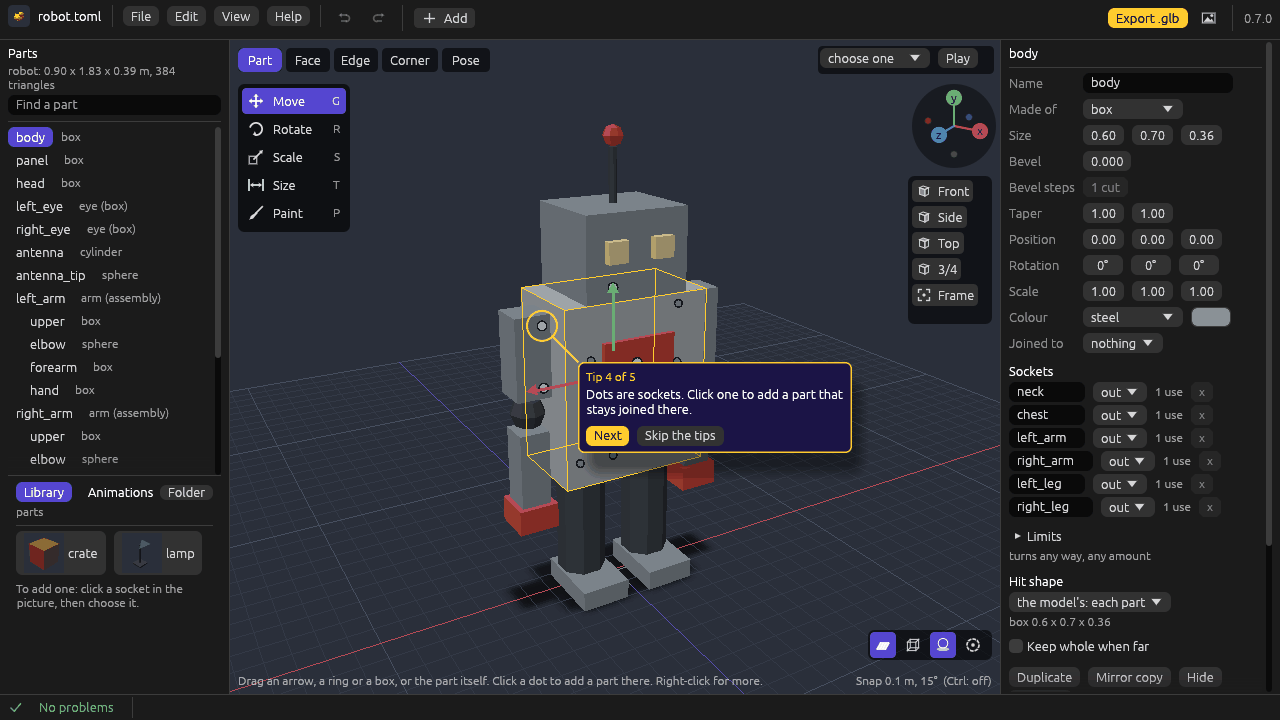 robot.toml
File
Edit
View
Help
Add
Export .glb
0.7.0
Parts
robot: 0.90 x 1.83 x 0.39 m, 384
triangles
Find a part
body box
panel box
head box
left_eye eye (box)
right_eye eye (box)
antenna cylinder
antenna_tip sphere
left_arm arm (assembly)
upper box
elbow sphere
forearm box
hand box
right_arm arm (assembly)
upper box
elbow sphere
Library
Animations
Folder
parts
crate
lamp
To add one: click a socket in the
picture, then choose it.
Part
Face
Edge
Corner
Pose
Move G
Rotate R
Scale S
Size T
Paint P
choose one
Play
y
x
z
Front
Side
Top
3/4
Frame
Tip 4 of 5
Dots are sockets. Click one to add a part that
stays joined there.
Next
Skip the tips
Drag an arrow, a ring or a box, or the part itself. Click a dot to add a part there. Right-click for more.
Snap 0.1 m, 15° (Ctrl: off)
body
Name body
Made of box
Size 0.60 0.70 0.36
Bevel 0.000
Bevel steps 1 cut
Taper 1.00 1.00
Position 0.00 0.00 0.00
Rotation 0° 0° 0°
Scale 1.00 1.00 1.00
Colour steel
Joined to nothing
Sockets
neck out 1 use x
chest out 1 use x
left_arm out 1 use x
right_arm out 1 use x
left_leg out 1 use x
right_leg out 1 use x
Limits
turns any way, any amount
Hit shape
the model's: each part
box 0.6 x 0.7 x 0.36
Keep whole when far
Duplicate
Mirror copy
Hide
No problems